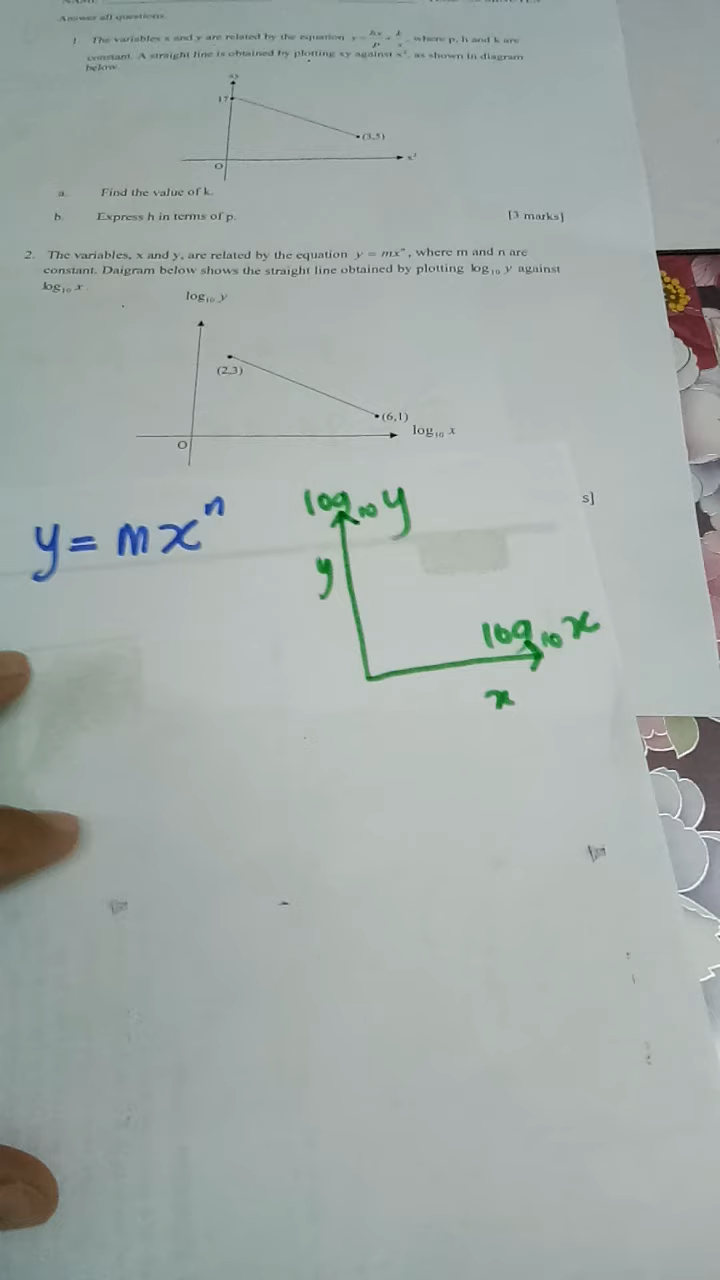 Answer all questions.
1. The variables x and y are related by the equation y = hx/p + k/x, where p, h and k are
constant. A straight line is obtained by plotting xy against x², as shown in diagram
below.
xy
17
(3,5)
x²
O
a. Find the value of k.
b. Express h in terms of p.
[3 marks]
2. The variables, x and y, are related by the equation y = mxⁿ, where m and n are
constant. Daigram below shows the straight line obtained by plotting log₁₀ y against
log₁₀ x.
log₁₀ y
(2,3)
(6,1)
log₁₀ x
O
s]
y = mxⁿ
log₁₀ y
y
log₁₀ x
x